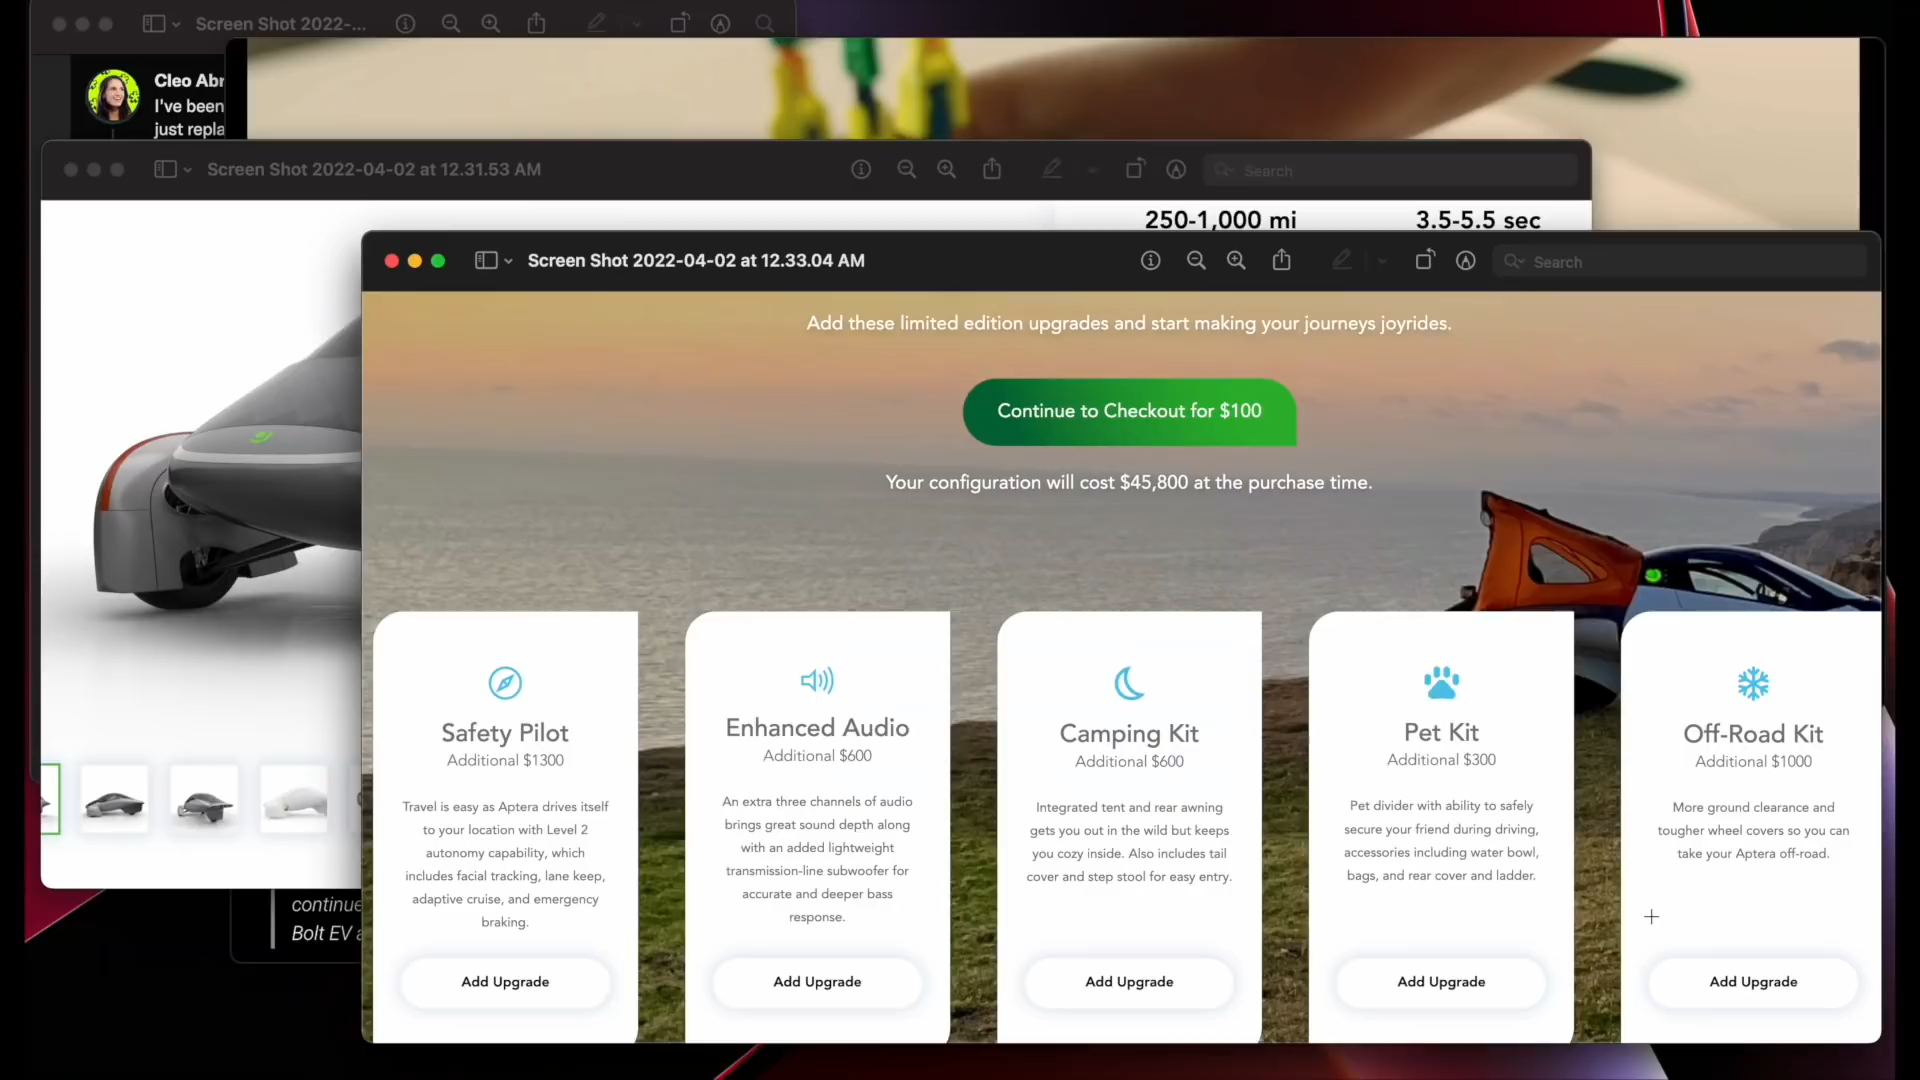 Screen Shot 2022-...
Cleo Abr
I've been
just repla
Screen Shot 2022-04-02 at 12.31.53 AM
Search
250-1,000 mi
3.5-5.5 sec
Screen Shot 2022-04-02 at 12.33.04 AM
Search
Add these limited edition upgrades and start making your journeys joyrides.
Continue to Checkout for $100
Your configuration will cost $45,800 at the purchase time.
Safety Pilot
Additional $1300
Travel is easy as Aptera drives itself
to your location with Level 2
autonomy capability, which
includes facial tracking, lane keep,
adaptive cruise, and emergency
braking.
Add Upgrade
Enhanced Audio
Additional $600
An extra three channels of audio
brings great sound depth along
with an added lightweight
transmission-line subwoofer for
accurate and deeper bass
response.
Add Upgrade
Camping Kit
Additional $600
Integrated tent and rear awning
gets you out in the wild but keeps
you cozy inside. Also includes tail
cover and step stool for easy entry.
Add Upgrade
Pet Kit
Additional $300
Pet divider with ability to safely
secure your friend during driving,
accessories including water bowl,
bags, and rear cover and ladder.
Add Upgrade
Off-Road Kit
Additional $1000
More ground clearance and
tougher wheel covers so you can
take your Aptera off-road.
Add Upgrade
continue
Bolt EV a